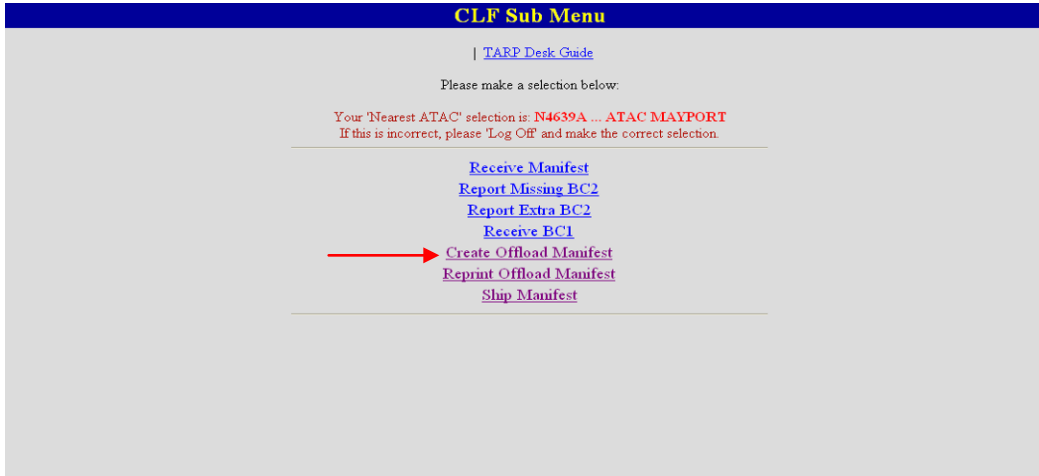 CLF Sub Menu
| TARP Desk Guide
Please make a selection below:
Your 'Nearest ATAC' selection is: N4639A ... ATAC MAYPORT
If this is incorrect, please 'Log Off' and make the correct selection.
Receive Manifest
Report Missing BC2
Report Extra BC2
Receive BC1
Create Offload Manifest
Reprint Offload Manifest
Ship Manifest